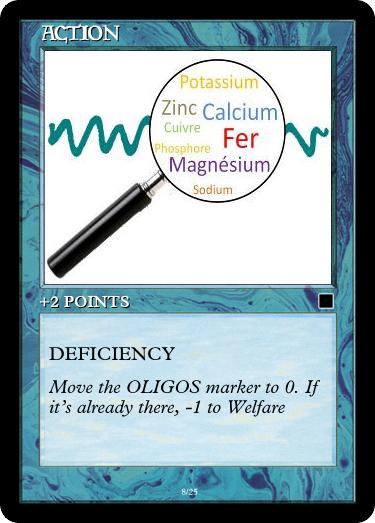 ACTION
Potassium
Zinc Calcium
Cuivre
Fer
Phosphore
Magnésium
Sodium
+2 POINTS
DEFICIENCY
Move the OLIGOS marker to 0. If
it's already there, -1 to Welfare
8/25